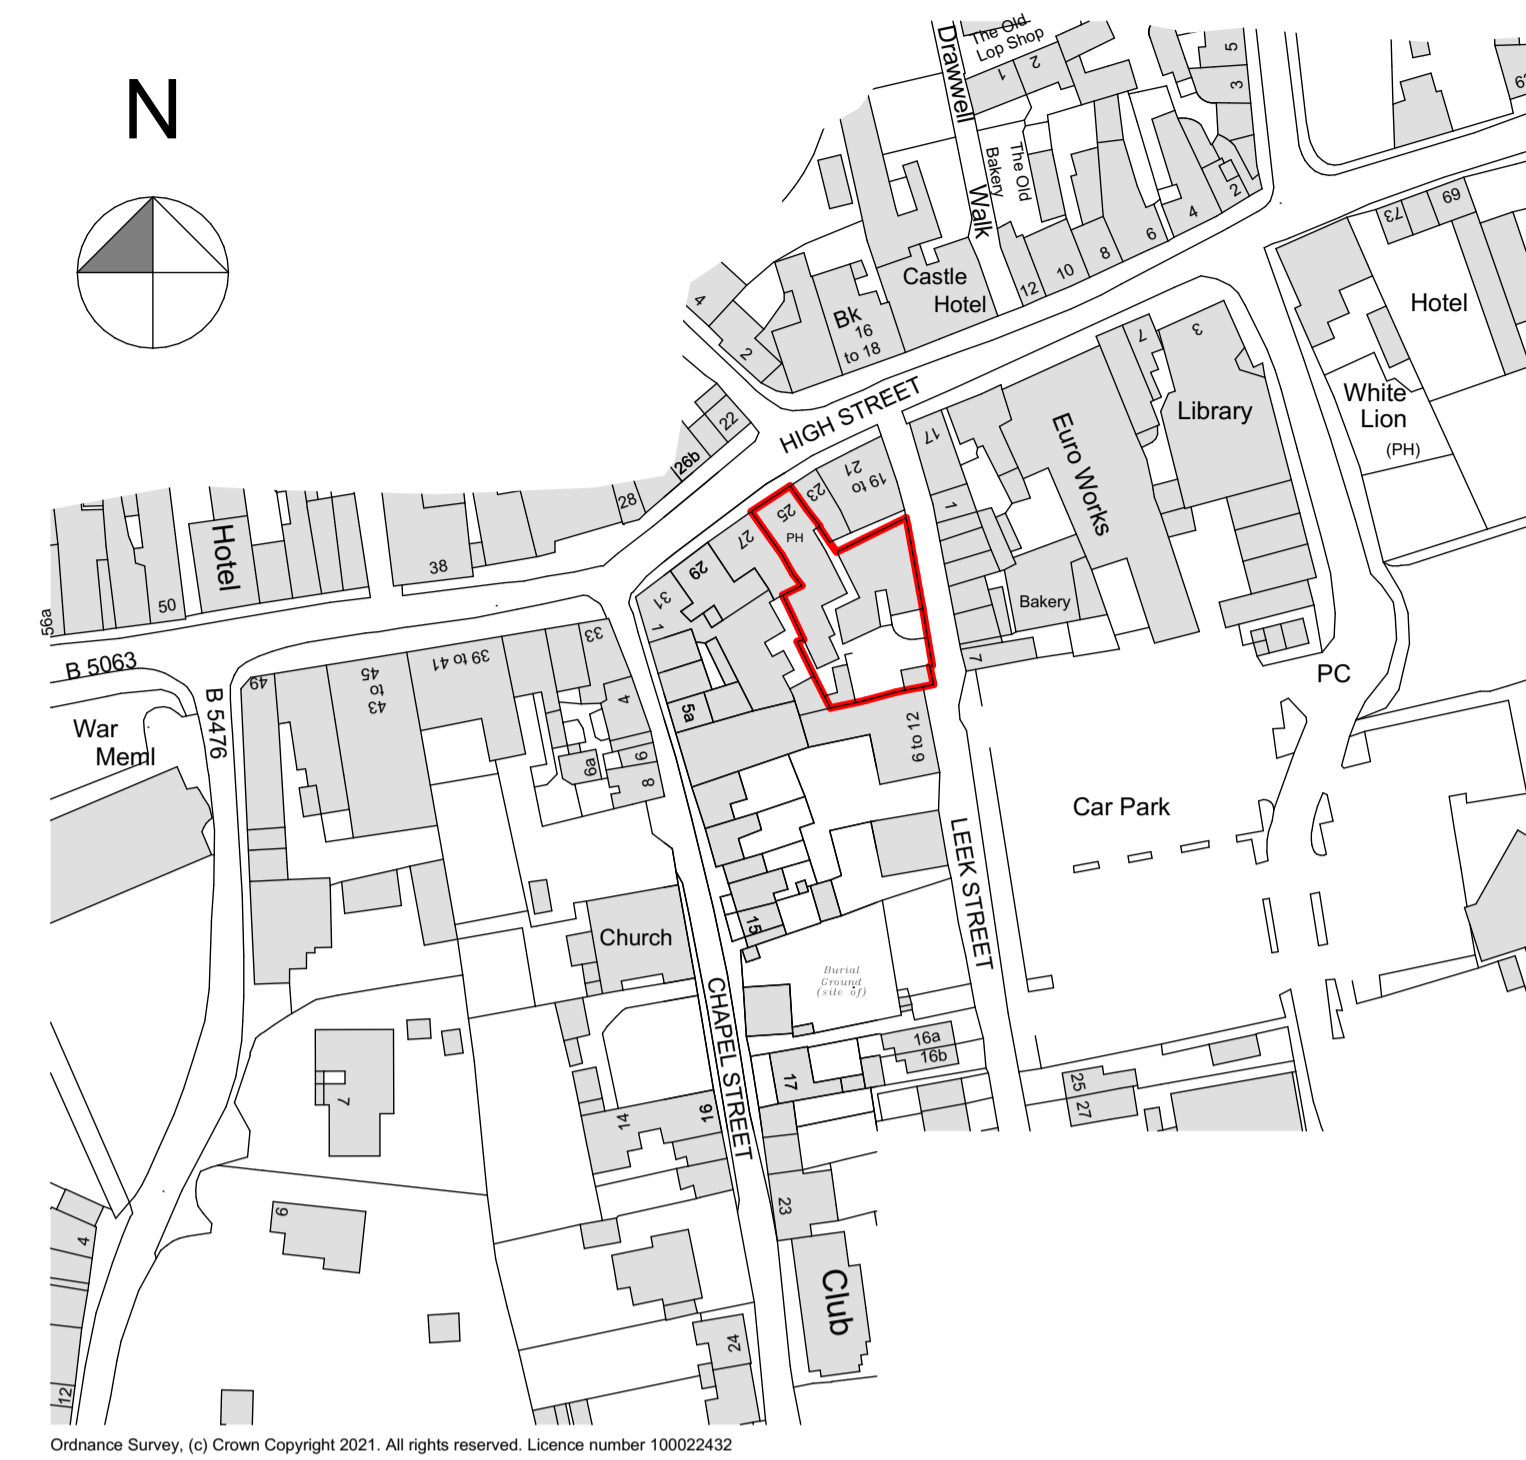 N
Drawwell
Walk
The Old
Lop Shop
1
2
5
3
The Old
Bakery
2
4
6
8
10
12
Castle
Hotel
Bk
16
to 18
4
2
73
69
Hotel
White
Lion
(PH)
HIGH STREET
7
3
Library
Euro Works
17
1
Bakery
7
22
26b
28
21
19 to
23
25
PH
27
29
31
1
5a
38
Hotel
50
56a
B 5063
B 5476
War
Meml
49
45
to
43
39 to 41
33
4
6
6a
8
6 to 12
PC
Car Park
LEEK STREET
Church
15
Burial
Ground
(site of)
CHAPEL STREET
16a
16b
17
25
27
14
16
7
9
23
Club
24
4
12
Ordnance Survey, (c) Crown Copyright 2021. All rights reserved. Licence number 100022432